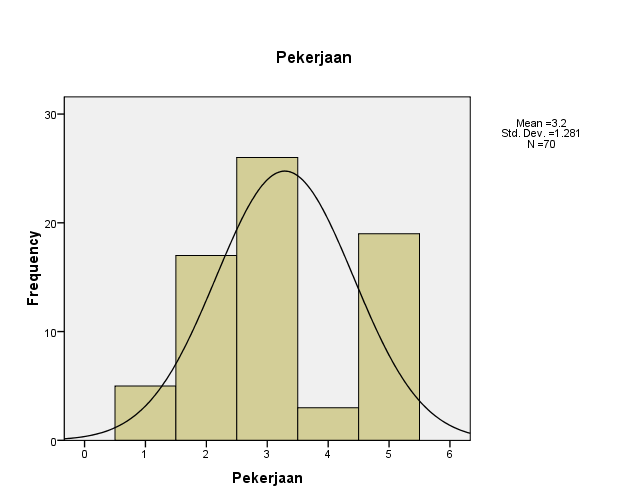 Pekerjaan
Mean =3.2
Std. Dev. =1.281
N =70
Frequency
30
20
10
0
0 1 2 3 4 5 6
Pekerjaan